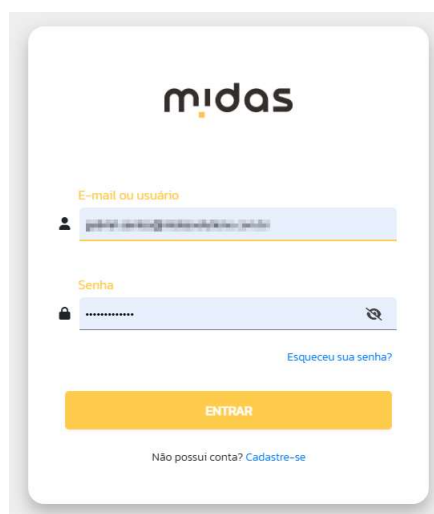 midas
E-mail ou usuário
Senha
Esqueceu sua senha?
ENTRAR
Não possui conta? Cadastre-se